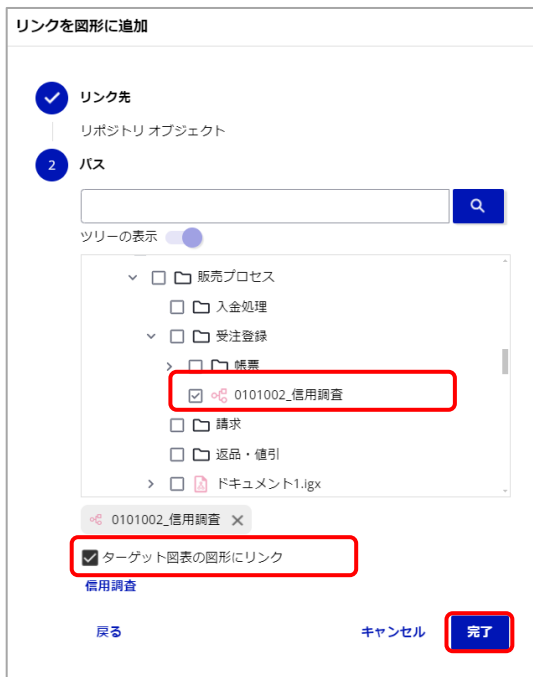 リンクを図形に追加
リンク先
リポジトリ オブジェクト
2 パス
ツリーの表示
販売プロセス
入金処理
受注登録
帳票
0101002_信用調査
請求
返品・値引
ドキュメント1.igx
0101002_信用調査
ターゲット図表の図形にリンク
信用調査
戻る キャンセル 完了